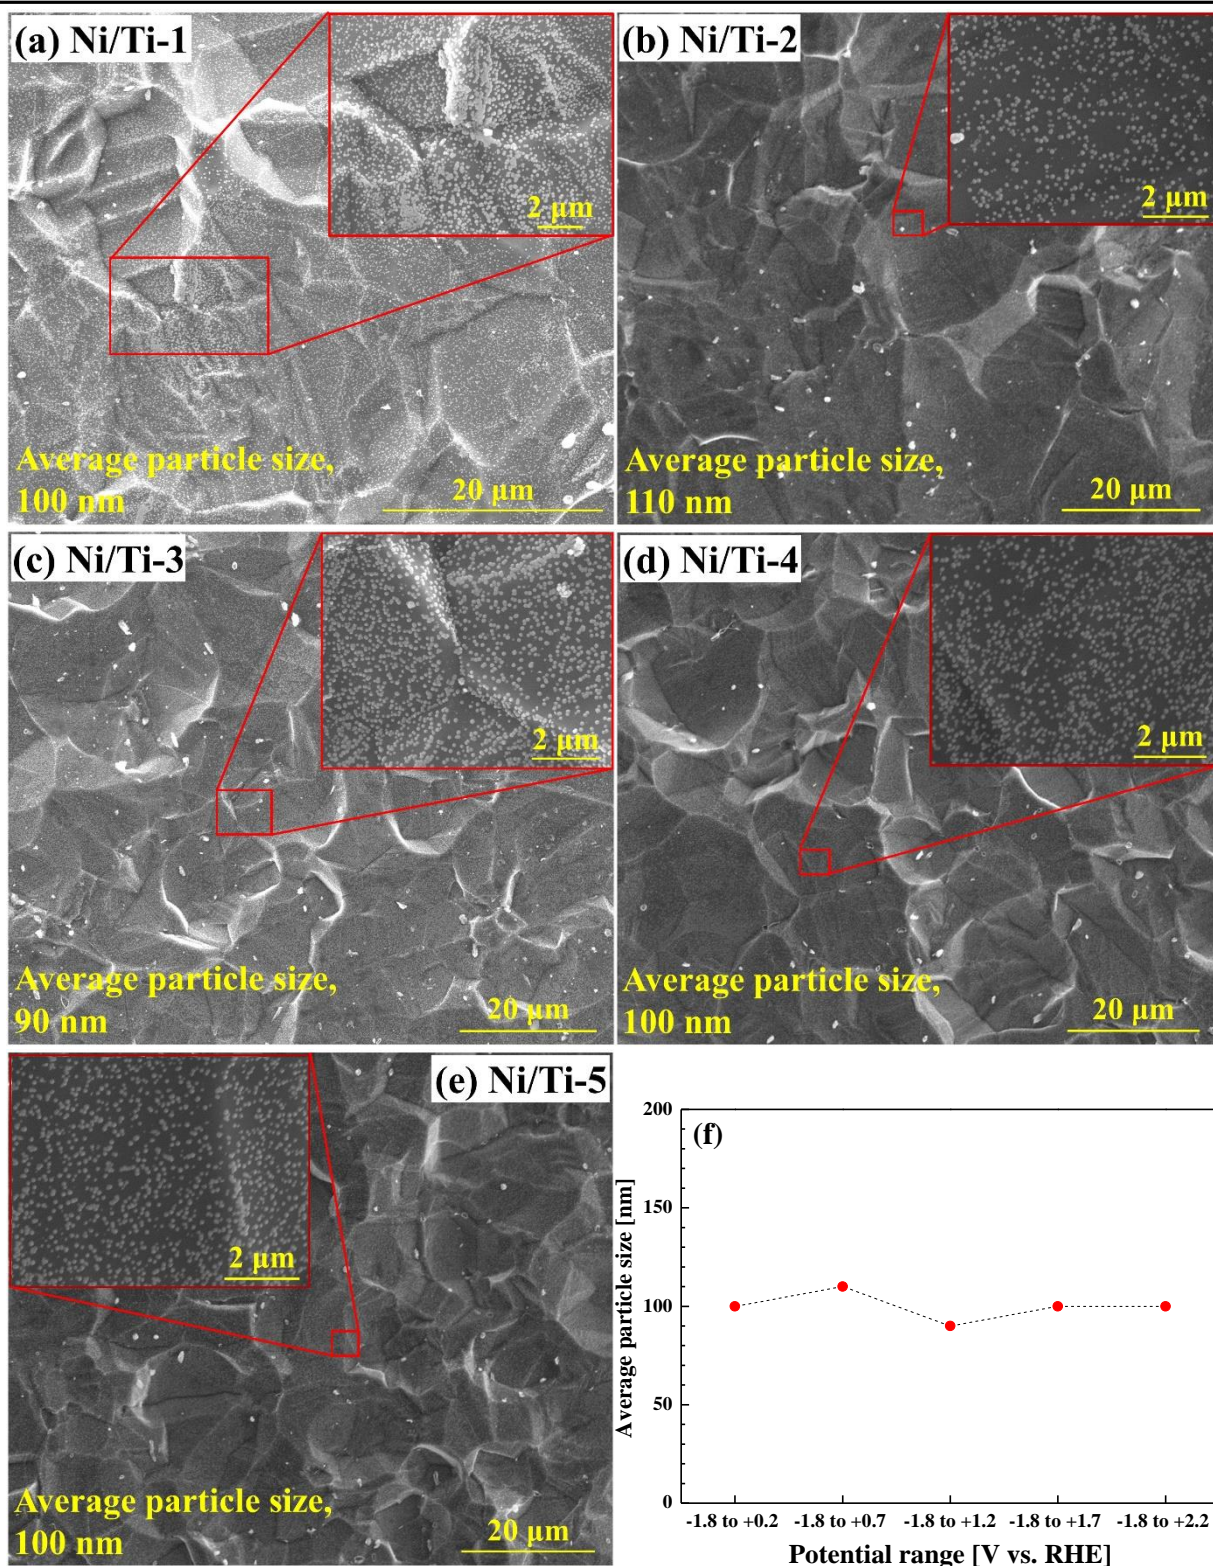 (a) Ni/Ti-1
2 µm
Average particle size,
100 nm
20 µm
(b) Ni/Ti-2
2 µm
Average particle size,
110 nm
20 µm
(c) Ni/Ti-3
2 µm
Average particle size,
90 nm
20 µm
(d) Ni/Ti-4
2 µm
Average particle size,
100 nm
20 µm
(e) Ni/Ti-5
2 µm
Average particle size,
100 nm
20 µm
(f)
Average particle size [nm]
200
150
100
50
0
-1.8 to +0.2 -1.8 to +0.7 -1.8 to +1.2 -1.8 to +1.7 -1.8 to +2.2
Potential range [V vs. RHE]